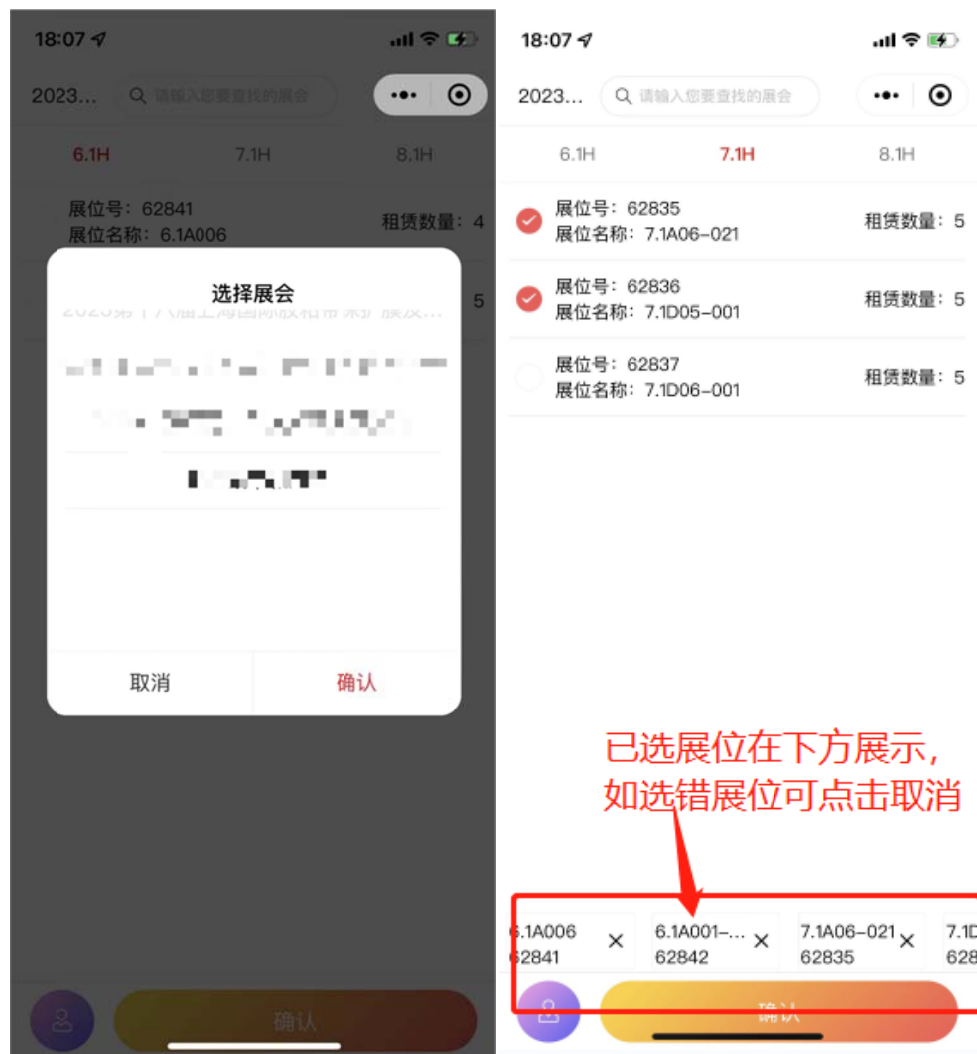 18:07
2023...
请输入您要查找的展会
6.1H
7.1H
8.1H
展位号：62841
展位名称：6.1A006
租赁数量：4
选择展会
5
取消
确认
确认
18:07
2023...
请输入您要查找的展会
6.1H
7.1H
8.1H
展位号：62835
展位名称：7.1A06-021
租赁数量：5
展位号：62836
展位名称：7.1D05-001
租赁数量：5
展位号：62837
展位名称：7.1D06-001
租赁数量：5
已选展位在下方展示，
如选错展位可点击取消
6.1A006
62841
6.1A001-...
62842
7.1A06-021
62835
7.1D
628
确认